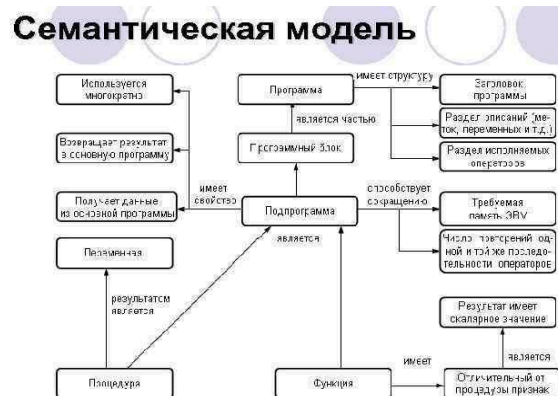 Семантическая модель
Используется
многократно
Программа
имеет структуру
Заголовок
программы
Раздел описаний (ме-
ток, переменных и т.д.)
Раздел исполняемых
операторов
является частью
Возвращает результат
в основную программу
Программный блок
Получает данные
из основной программы
имеет
свойство
Подпрограмма
способствует
сокращению
Требуемая
память ЭВУ
Число повторений од-
ной и той же последо-
вательности операторов
Переменная
является
результатом
является
Результат имеет
скалярное значение
является
Процедура
Функция
имеет
Отличительный от
процедуры признак